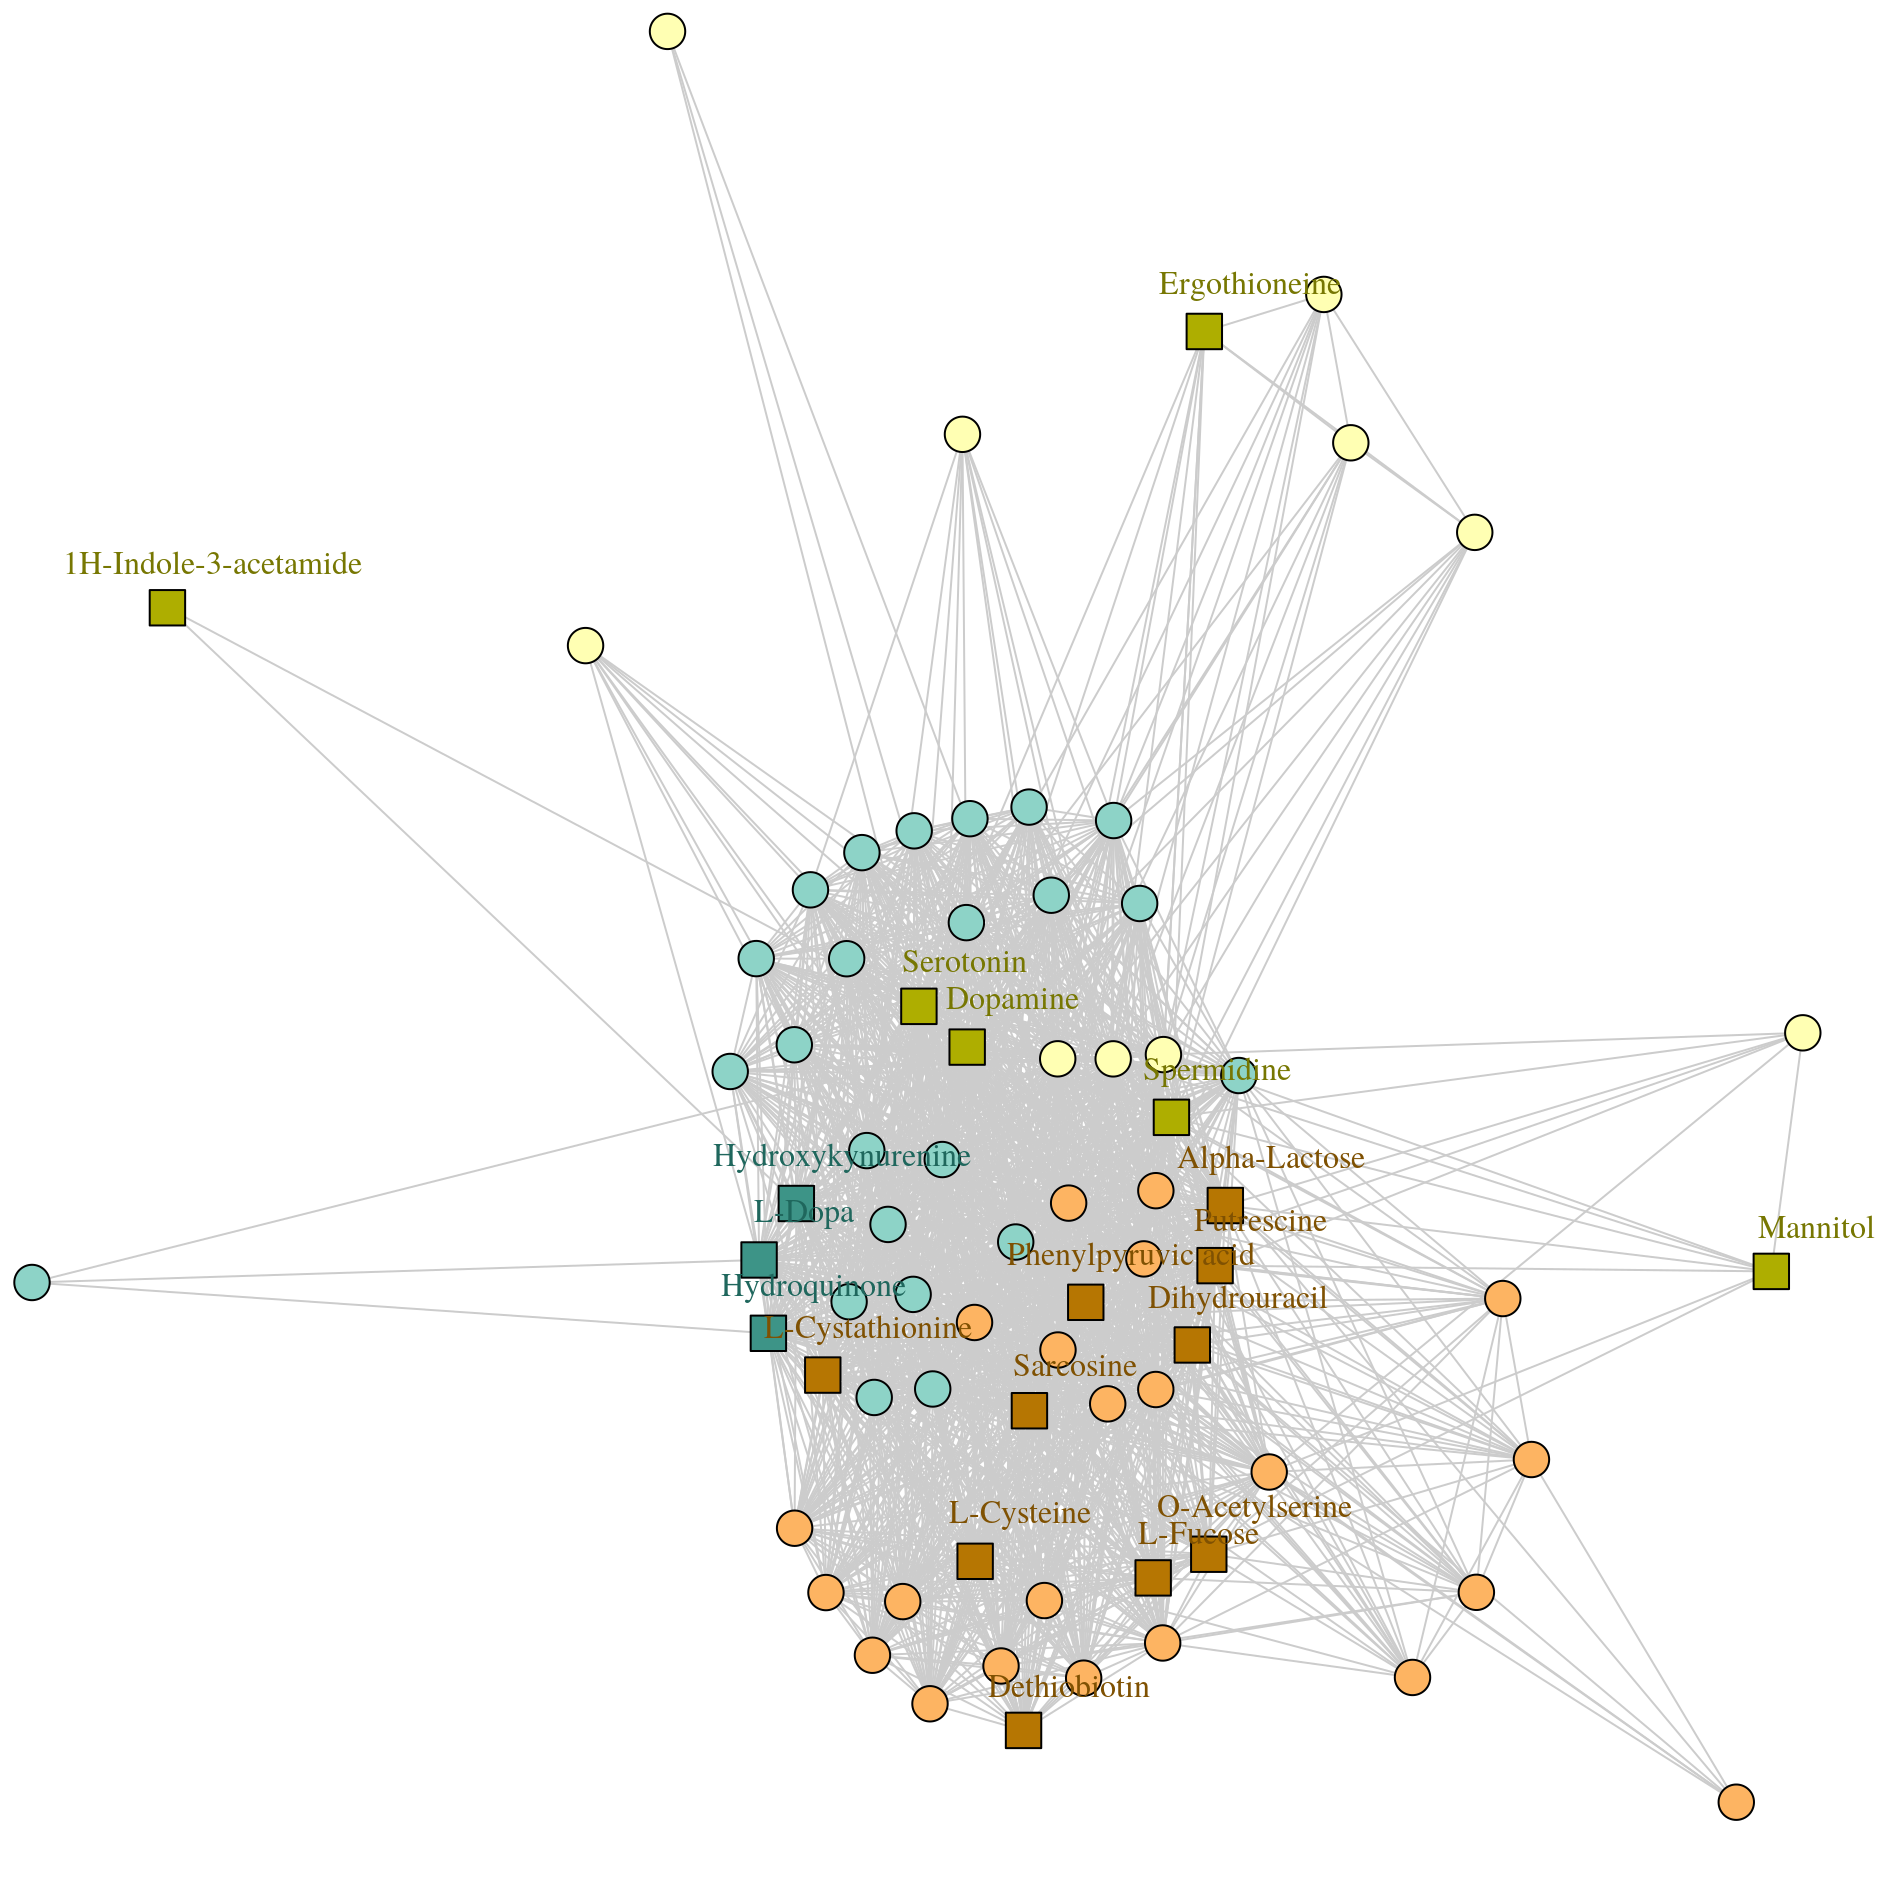 Ergothioneine
1H-Indole-3-acetamide
Serotonin
Dopamine
Spermidine
Hydroxykynurenine
Alpha-Lactose
L-Dopa
Putrescine
Mannitol
Phenylpyruvic acid
Hydroquinone
Dihydrouracil
L-Cystathionine
Sarcosine
L-Cysteine
O-Acetylserine
L-Fucose
Dethiobiotin